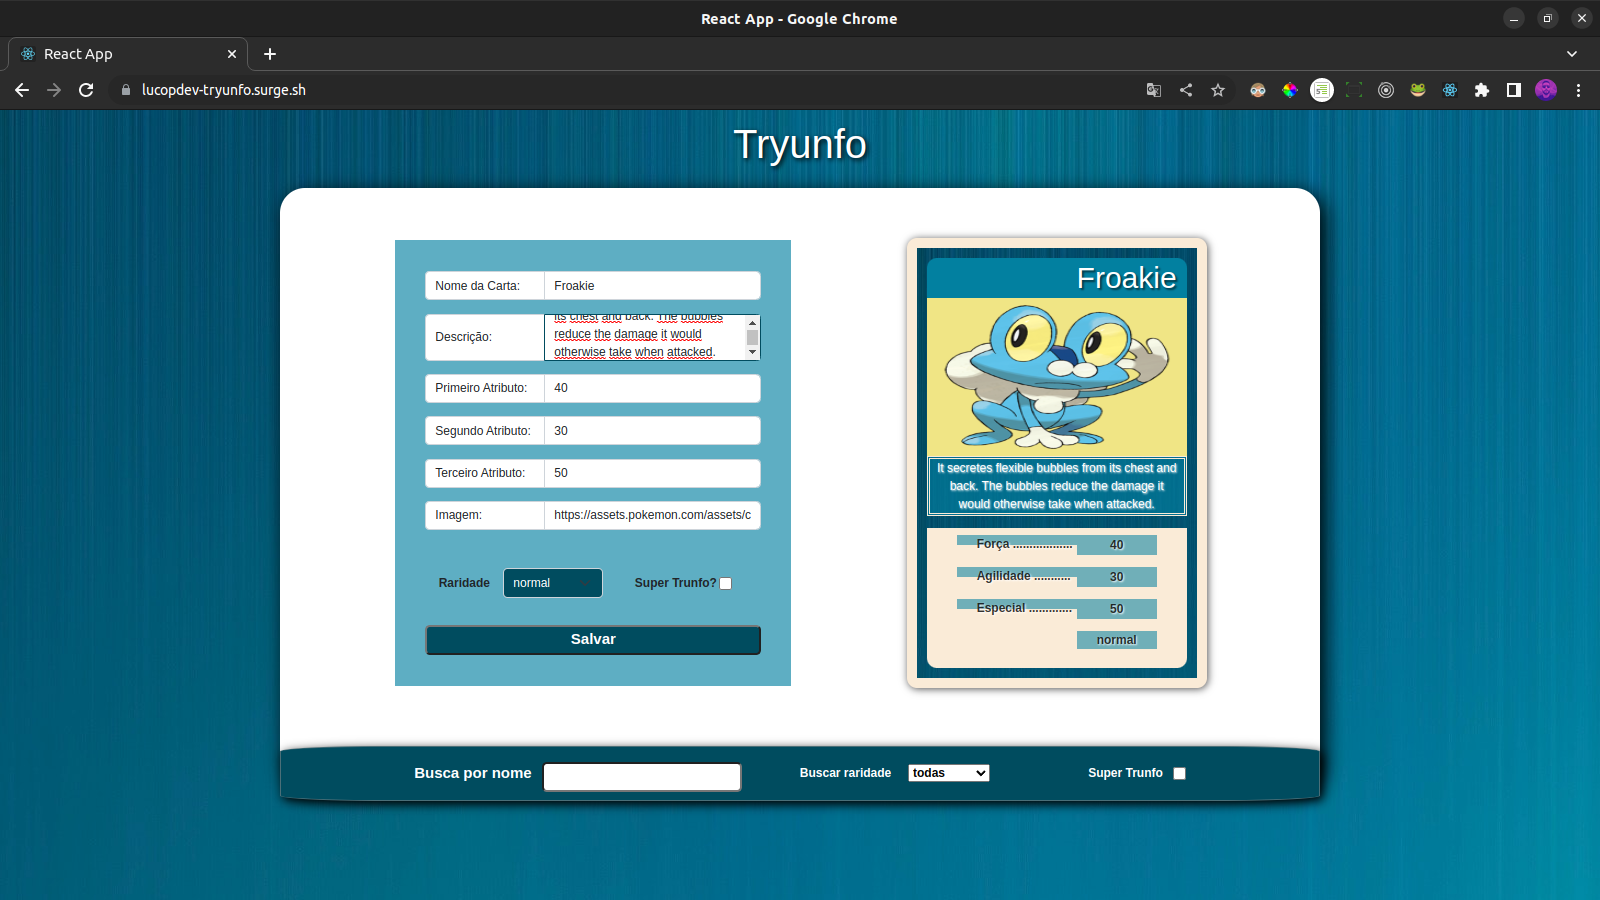 React App - Google Chrome
React App
lucopdev-tryunfo.surge.sh
Tryunfo
Nome da Carta:
Froakie
Descrição:
its chest and back. The bubbles
reduce the damage it would
otherwise take when attacked.
Primeiro Atributo:
40
Segundo Atributo:
30
Terceiro Atributo:
50
Imagem:
https://assets.pokemon.com/assets/c
Raridade
normal
Super Trunfo?
Salvar
Froakie
It secretes flexible bubbles from its chest and
back. The bubbles reduce the damage it
would otherwise take when attacked.
Força .................. 40
Agilidade ........... 30
Especial ............. 50
normal
Busca por nome
Buscar raridade
todas
Super Trunfo